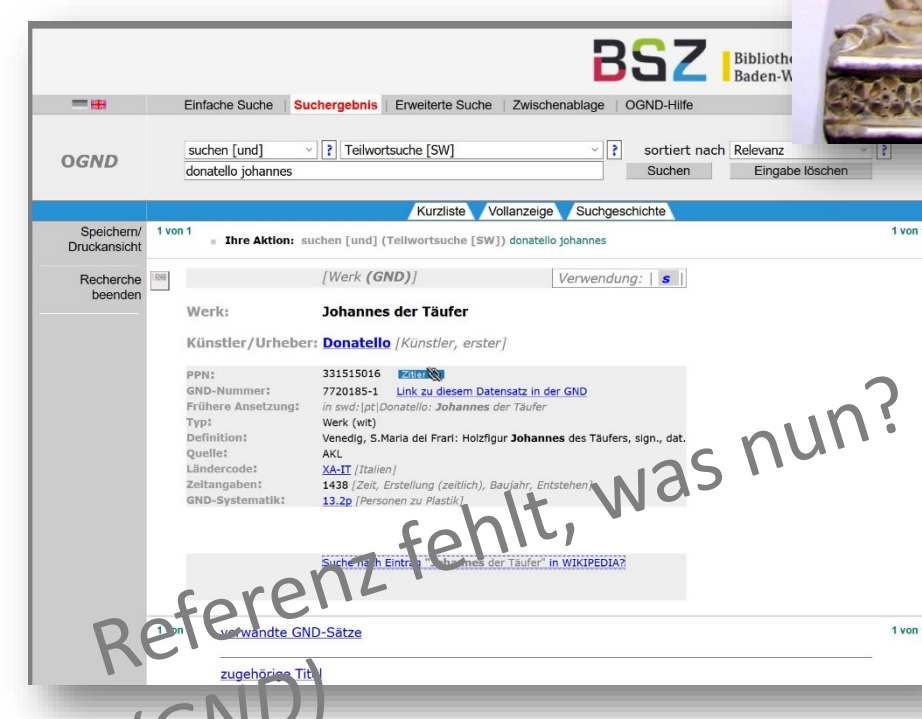 BSZ
Biblioth
Baden-W
Einfache Suche | Suchergebnis | Erweiterte Suche | Zwischenablage | OGND-Hilfe
OGND
suchen [und] ? Teilwortsuche [SW] ? sortiert nach Relevanz ?
donatello johannes Suchen Eingabe löschen
Kurzliste Vollanzeige Suchgeschichte
Speichern/
Druckansicht
Recherche
beenden
1 von 1 Ihre Aktion: suchen [und] (Teilwortsuche [SW]) donatello johannes 1 von
[Werk (GND)] Verwendung: | s |
Werk: Johannes der Täufer
Künstler/Urheber: Donatello [Künstler, erster]
PPN: 331515016
GND-Nummer: 7720185-1 Link zu diesem Datensatz in der GND
Frühere Ansetzung: in swd: |pt|Donatello: Johannes der Täufer
Typ: Werk (wit)
Definition: Venedig, S.Maria dei Frari: Holzfigur Johannes des Täufers, sign., dat.
Quelle: AKL
Ländercode: XA-IT [Italien]
Zeitangaben: 1438 [Zeit, Erstellung (zeitlich), Baujahr, Entstehen]
GND-Systematik: 13.2p [Personen zu Plastik]
Suche nach Eintrag "Johannes der Täufer" in WIKIPEDIA?
verwandte GND-Sätze 1 von
zugehörige Titel
Referenz fehlt, was nun?
(GND)